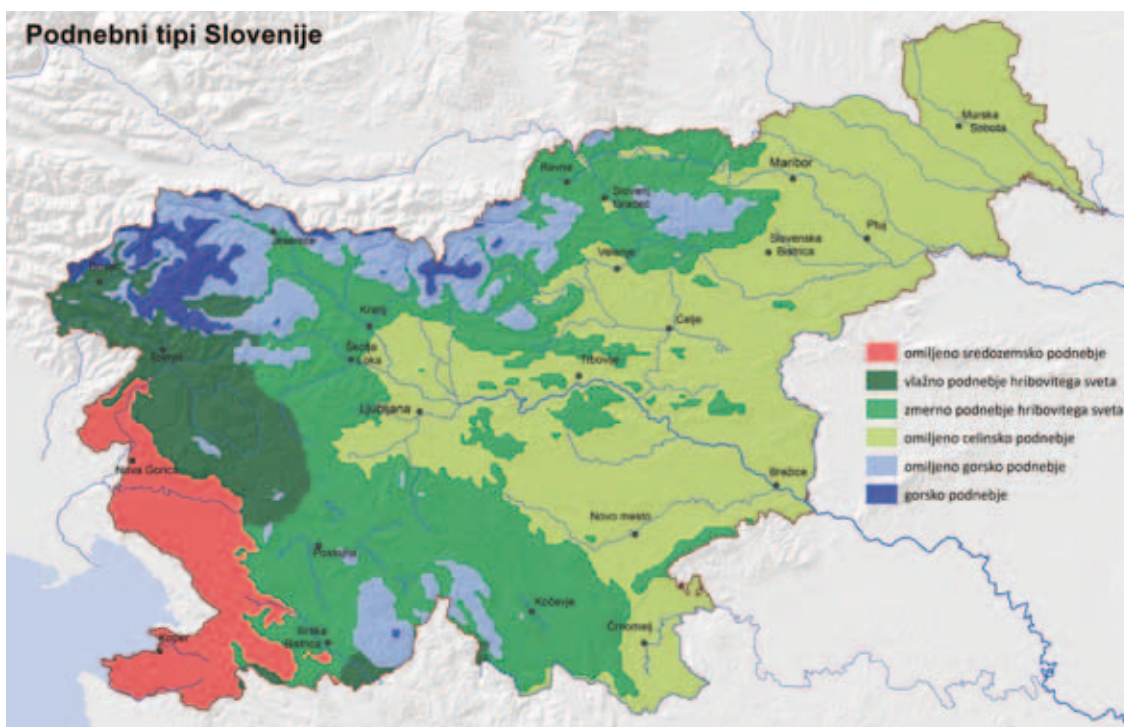 Podnebni tipi Slovenije
Murska
Sobota
Ravne
Maribor
Slovenj
Gradec
Jesenice
Ptuj
Slovenska
Bistrica
Velenje
Kranj
Celje
Škofja
Loka
Tolmin
Trbovlje
Ljubljana
Nova Gorica
Brežice
Novo mesto
Postojna
Kočevje
Koper
Ilirska
Bistrica
Črnomelj
omiljeno sredozemsko podnebje
vlažno podnebje hribovitega sveta
zmerno podnebje hribovitega sveta
omiljeno celinsko podnebje
omiljeno gorsko podnebje
gorsko podnebje